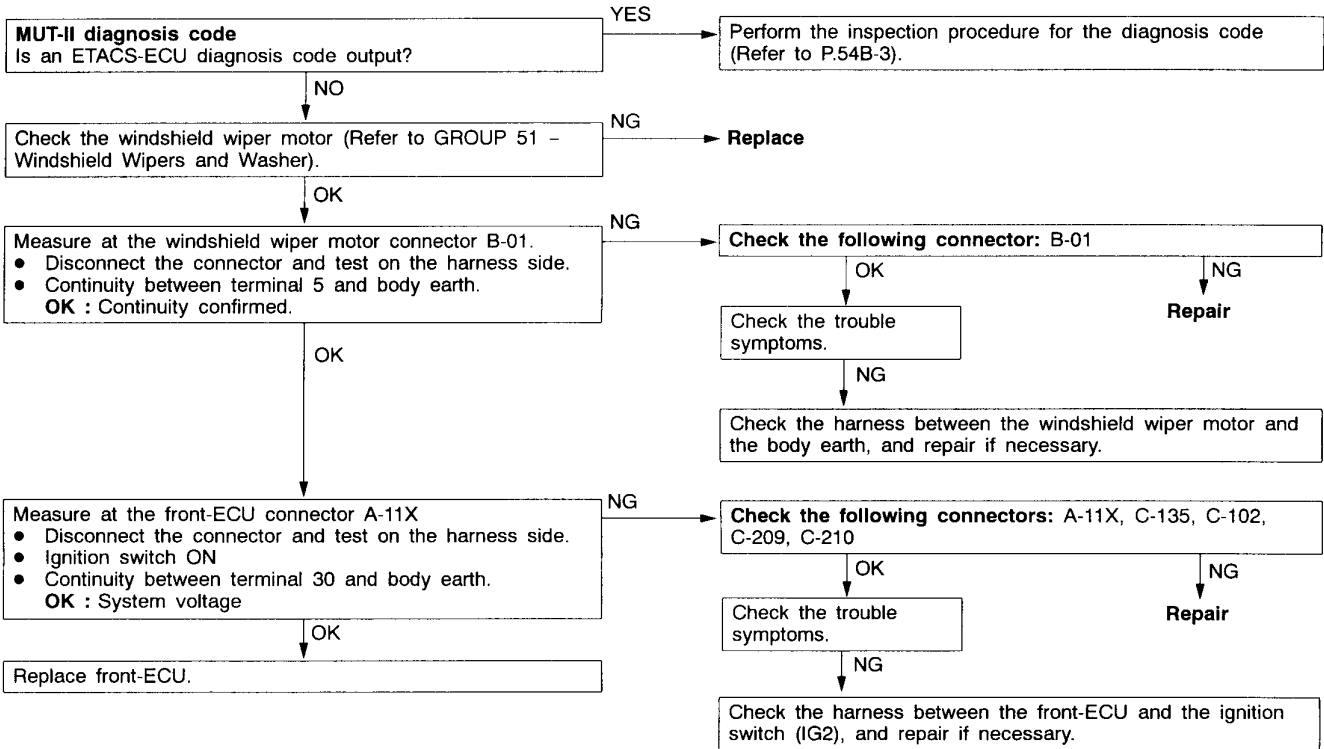 MUT-II diagnosis code
Is an ETACS-ECU diagnosis code output?
YES
Perform the inspection procedure for the diagnosis code
(Refer to P.54B-3).
NO
Check the windshield wiper motor (Refer to GROUP 51 –
Windshield Wipers and Washer).
NG
Replace
OK
Measure at the windshield wiper motor connector B-01.
● Disconnect the connector and test on the harness side.
● Continuity between terminal 5 and body earth.
OK : Continuity confirmed.
NG
Check the following connector: B-01
OK
NG
Repair
Check the trouble
symptoms.
NG
Check the harness between the windshield wiper motor and
the body earth, and repair if necessary.
OK
Measure at the front-ECU connector A-11X
● Disconnect the connector and test on the harness side.
● Ignition switch ON
● Continuity between terminal 30 and body earth.
OK : System voltage
NG
Check the following connectors: A-11X, C-135, C-102,
C-209, C-210
OK
NG
Repair
Check the trouble
symptoms.
NG
Check the harness between the front-ECU and the ignition
switch (IG2), and repair if necessary.
OK
Replace front-ECU.